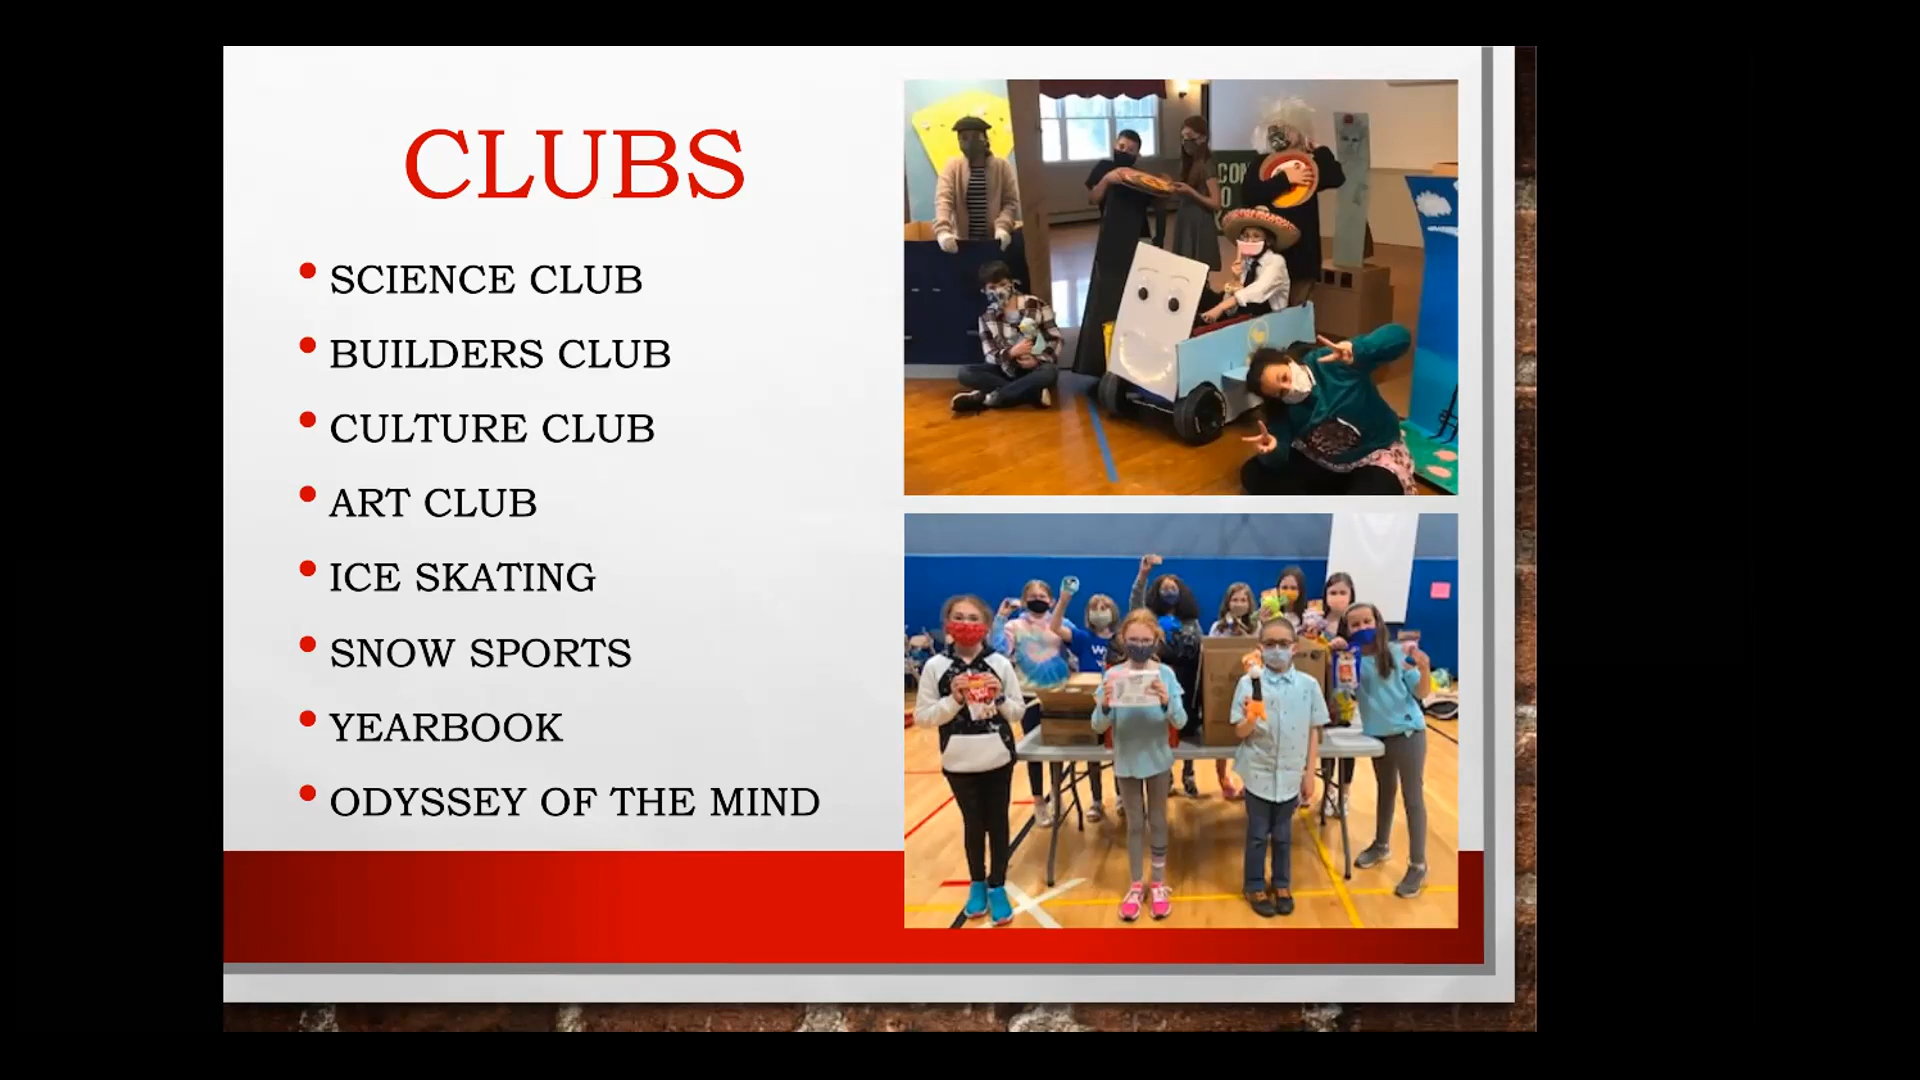 CLUBS
• SCIENCE CLUB
• BUILDERS CLUB
• CULTURE CLUB
• ART CLUB
• ICE SKATING
• SNOW SPORTS
• YEARBOOK
• ODYSSEY OF THE MIND